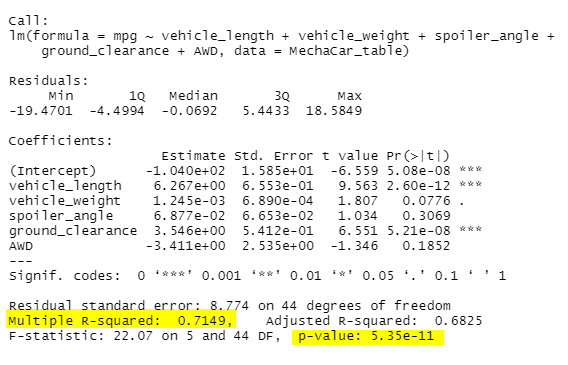 Call:
lm(formula = mpg ~ vehicle_length + vehicle_weight + spoiler_angle +
    ground_clearance + AWD, data = MechaCar_table)
Residuals:
     Min       1Q   Median       3Q      Max
-19.4701  -4.4994  -0.0692   5.4433  18.5849
Coefficients:
                   Estimate Std. Error t value Pr(>|t|)
(Intercept)      -1.040e+02  1.585e+01  -6.559 5.08e-08 ***
vehicle_length    6.267e+00  6.553e-01   9.563 2.60e-12 ***
vehicle_weight    1.245e-03  6.890e-04   1.807   0.0776 .
spoiler_angle     6.877e-02  6.653e-02   1.034   0.3069
ground_clearance  3.546e+00  5.412e-01   6.551 5.21e-08 ***
AWD              -3.411e+00  2.535e+00  -1.346   0.1852
---
Signif. codes:  0 ‘***’ 0.001 ‘**’ 0.01 ‘*’ 0.05 ‘.’ 0.1 ‘ ’ 1
Residual standard error: 8.774 on 44 degrees of freedom
Multiple R-squared:  0.7149,    Adjusted R-squared:  0.6825
F-statistic: 22.07 on 5 and 44 DF,  p-value: 5.35e-11